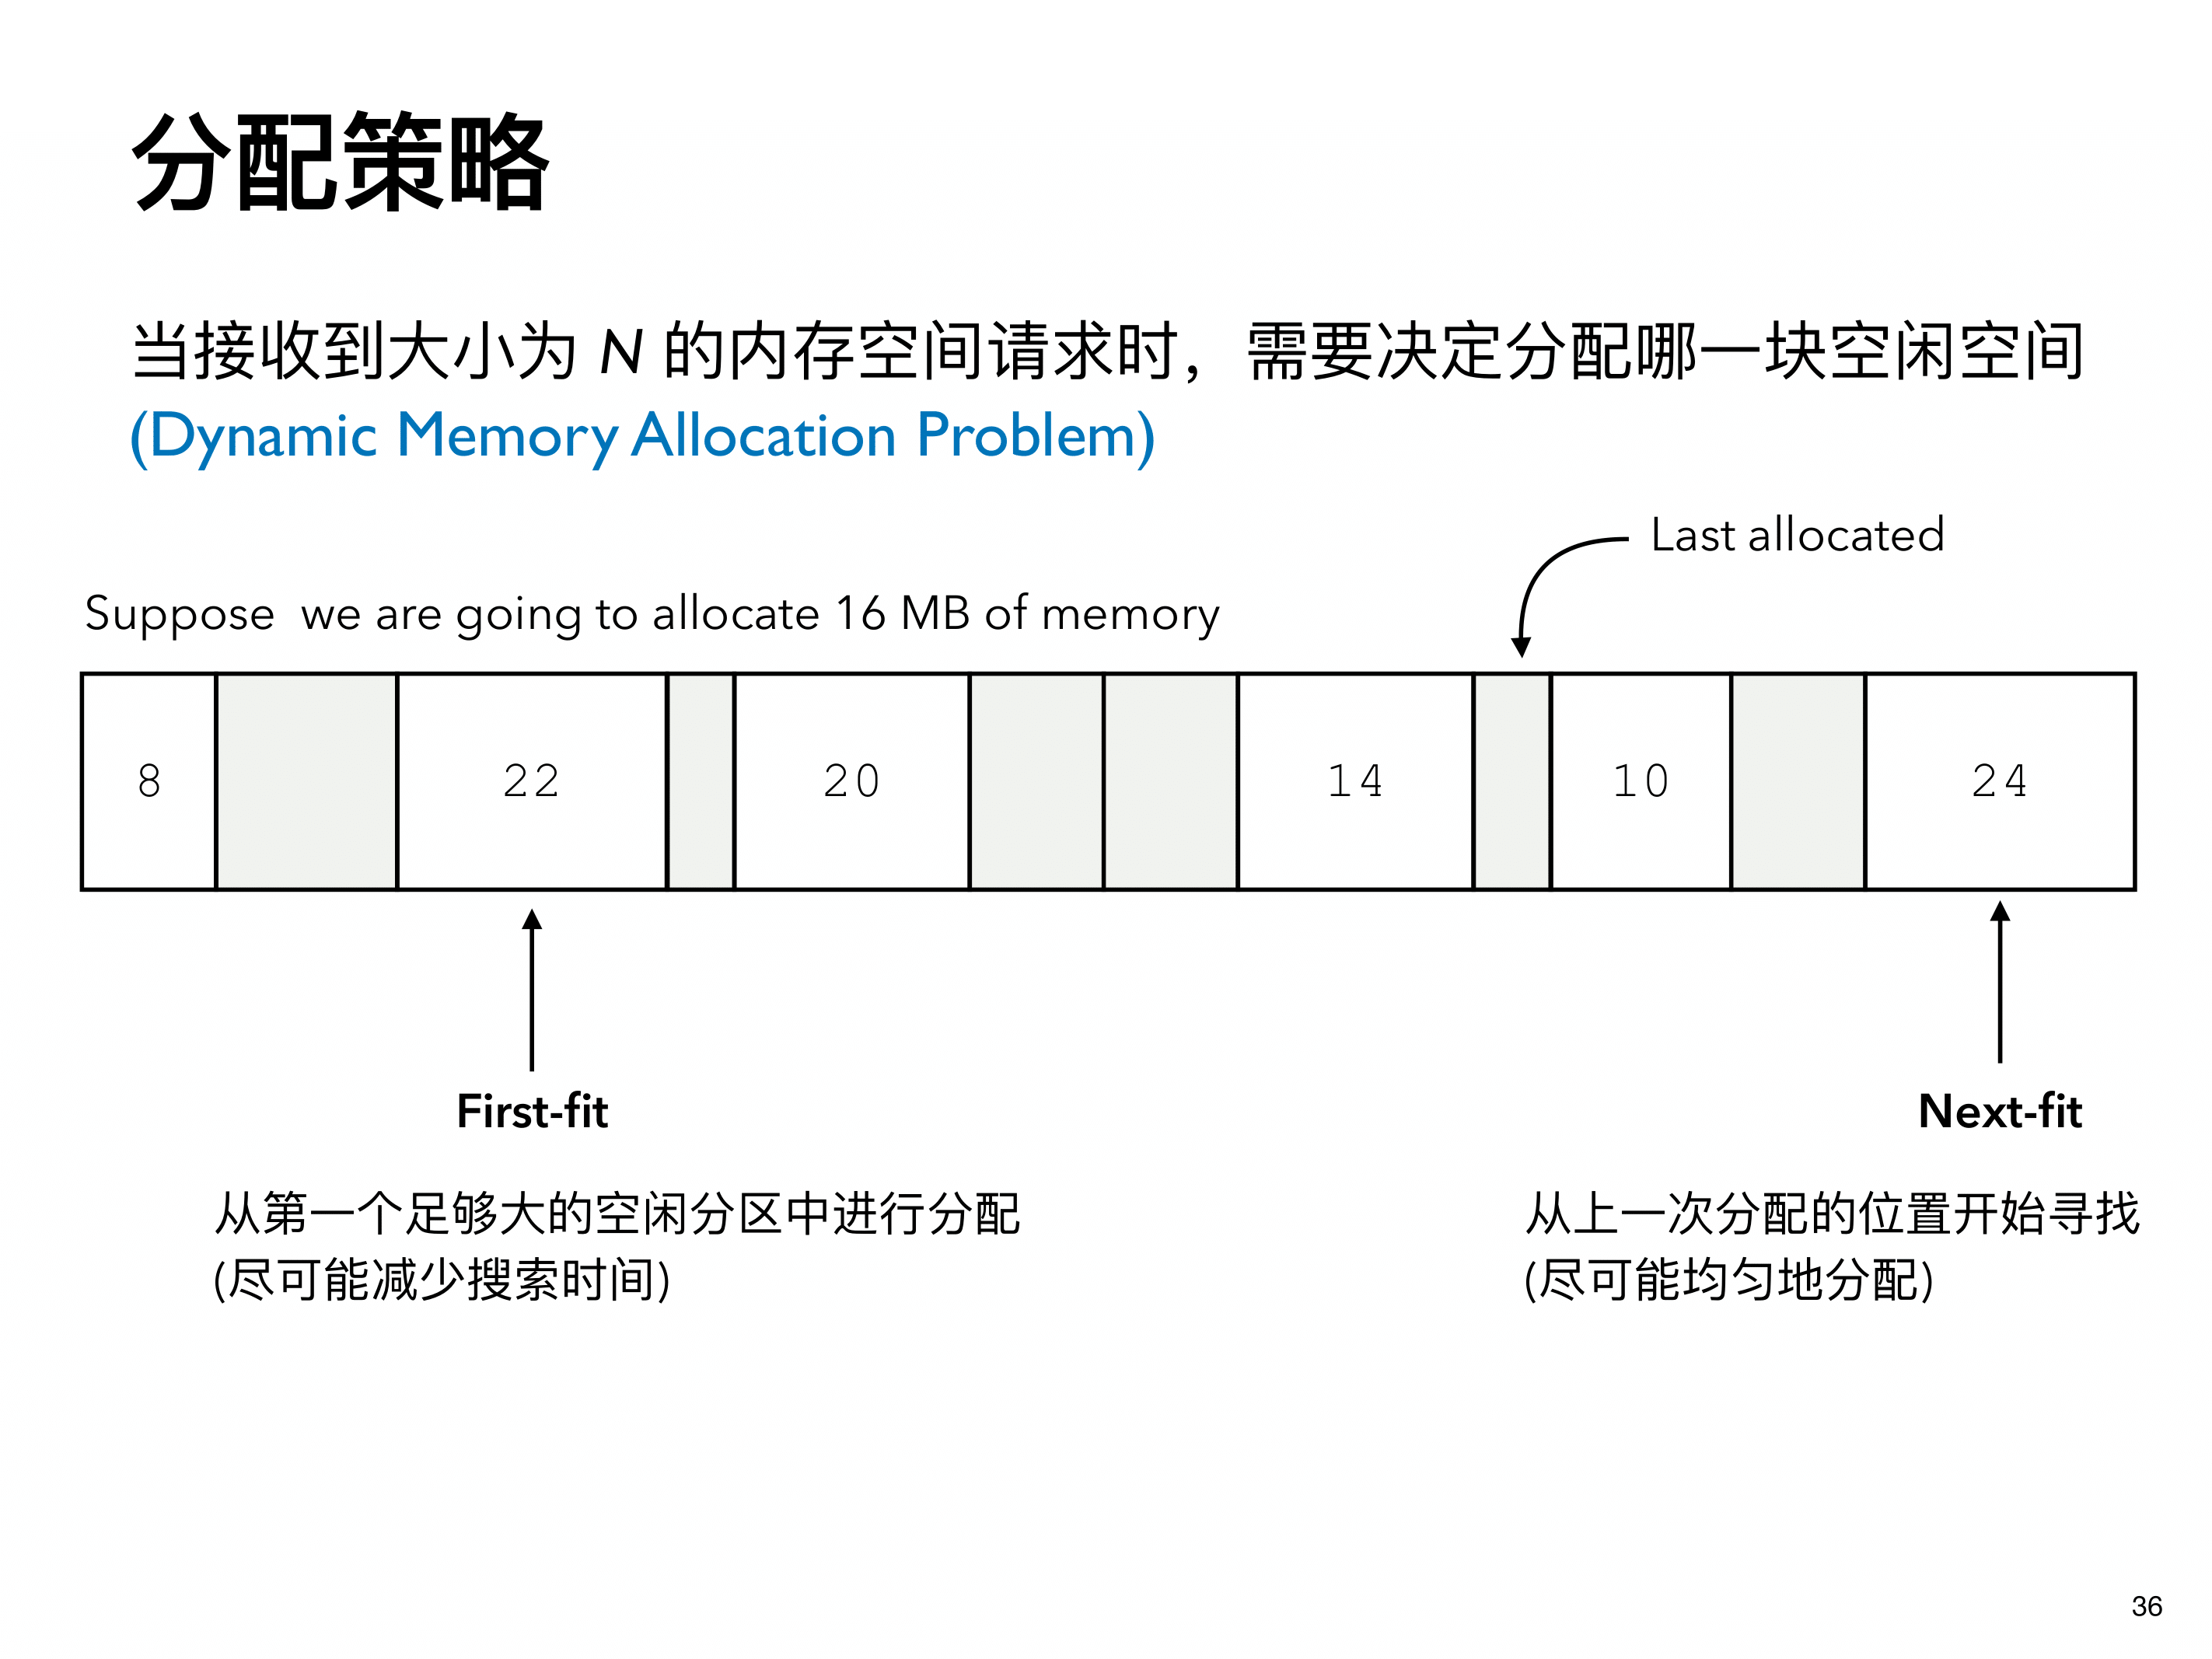 分配策略
当接收到大小为 N 的内存空间请求时，需要决定分配哪一块空闲空间
(Dynamic Memory Allocation Problem)
Last allocated
Suppose we are going to allocate 16 MB of memory
8 22 20 14 10 24
First-fit
Next-fit
从第一个足够大的空闲分区中进行分配
(尽可能减少搜索时间)
从上一次分配的位置开始寻找
(尽可能均匀地分配)
36